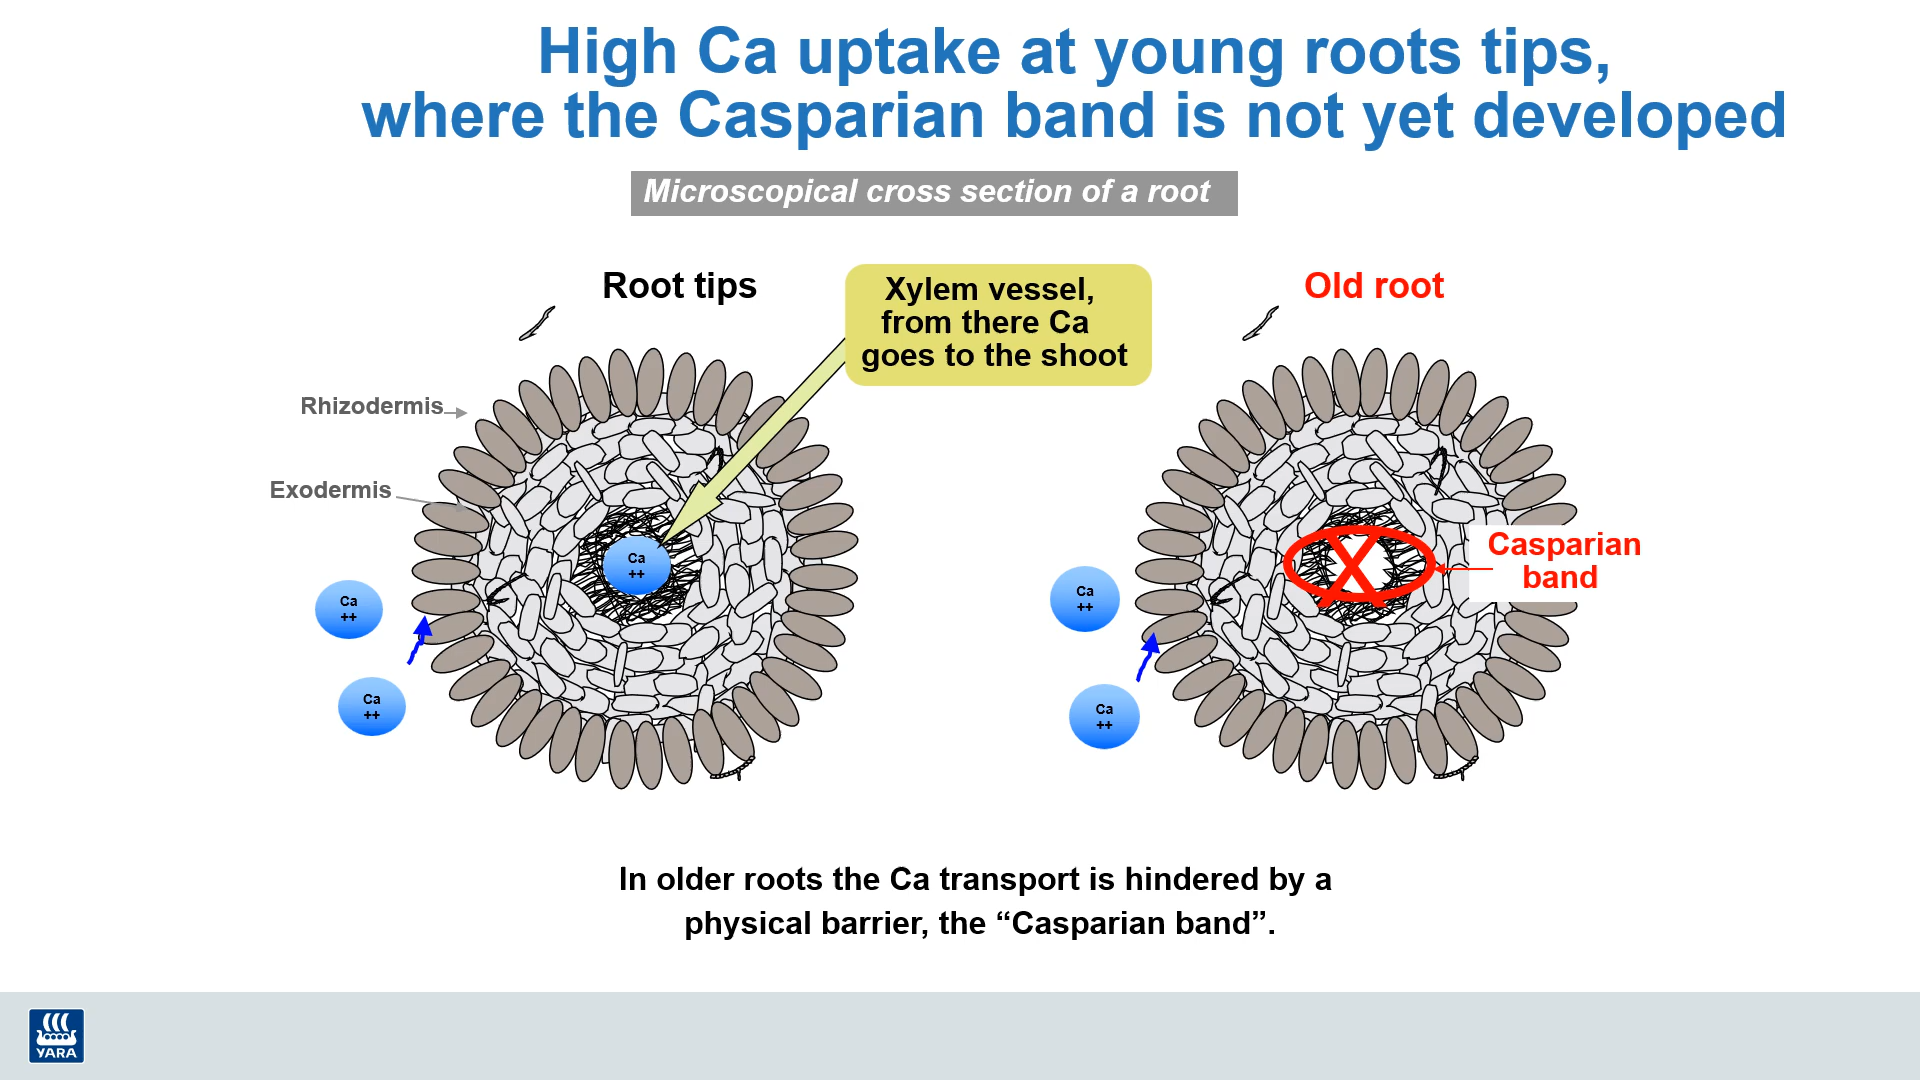 High Ca uptake at young roots tips,
where the Casparian band is not yet developed
Microscopical cross section of a root
Root tips
Xylem vessel,
from there Ca
goes to the shoot
Old root
Rhizodermis
Exodermis
Ca
++
Ca
++
Ca
++
Ca
++
Ca
++
X
Casparian
band
In older roots the Ca transport is hindered by a
physical barrier, the “Casparian band”.
YARA